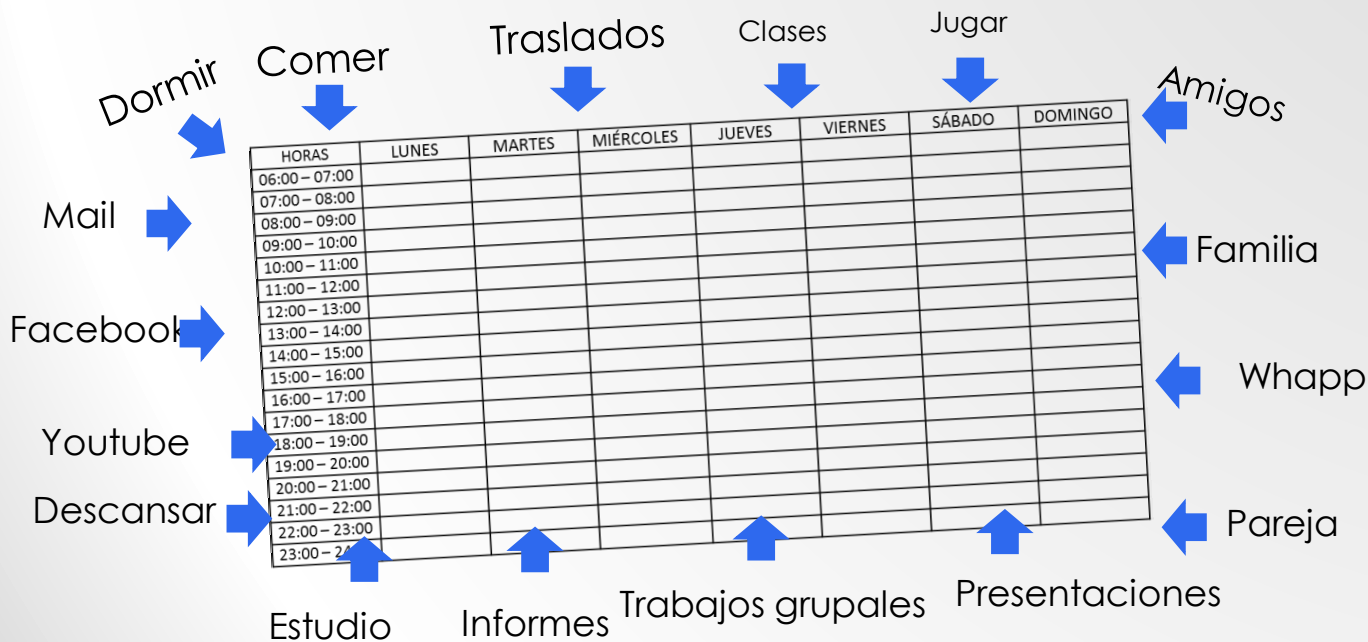 Dormir
Comer
Traslados
Clases
Jugar
Amigos
HORAS LUNES MARTES MIÉRCOLES JUEVES VIERNES SÁBADO DOMINGO
06:00 – 07:00
07:00 – 08:00
08:00 – 09:00
09:00 – 10:00
10:00 – 11:00
11:00 – 12:00
12:00 – 13:00
13:00 – 14:00
14:00 – 15:00
15:00 – 16:00
16:00 – 17:00
17:00 – 18:00
18:00 – 19:00
19:00 – 20:00
20:00 – 21:00
21:00 – 22:00
22:00 – 23:00
23:00 –
Mail
Facebook
Youtube
Descansar
Familia
Whapp
Pareja
Estudio
Informes
Trabajos grupales
Presentaciones